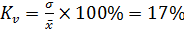 K_v = σ/x̄ × 100% = 17%